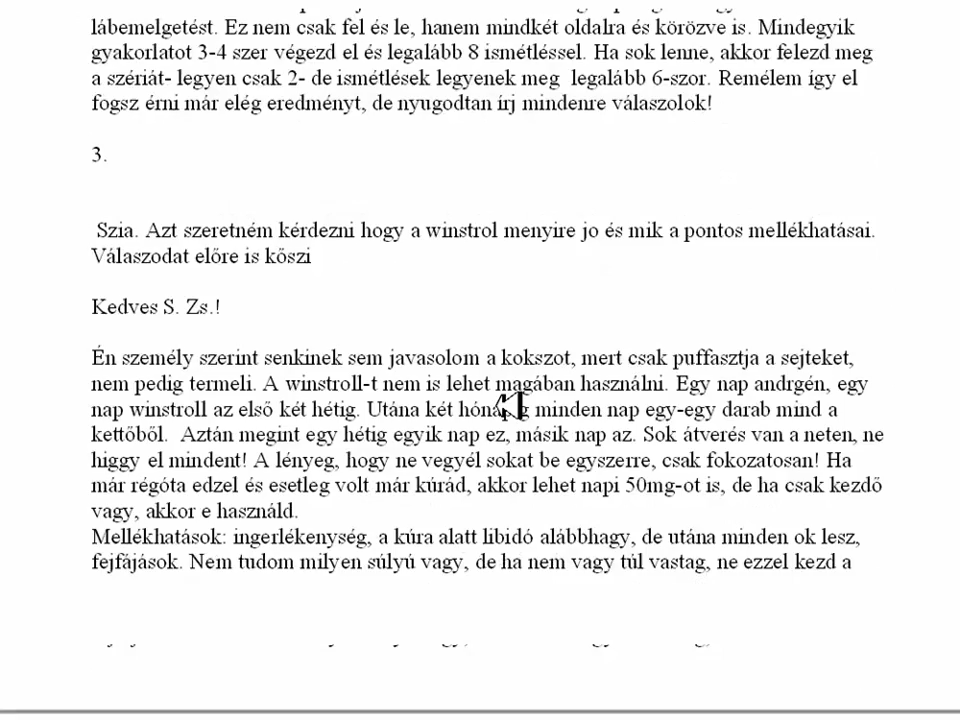 lábemelgetést. Ez nem csak fel és le, hanem mindkét oldalra és körözve is. Mindegyik
gyakorlatot 3-4 szer végezd el és legalább 8 ismétléssel. Ha sok lenne, akkor felezd meg
a szériát- legyen csak 2- de ismétlések legyenek meg legalább 6-szor. Remélem így el
fogsz érni már elég eredményt, de nyugodtan írj mindenre válaszolok!
3.
Szia. Azt szeretném kérdezni hogy a winstrol menyire jo és mik a pontos mellékhatásai.
Válaszodat előre is kőszi
Kedves S. Zs.!
Én személy szerint senkinek sem javasolom a kokszot, mert csak puffasztja a sejteket,
nem pedig termeli. A winstroll-t nem is lehet magában használni. Egy nap andrgén, egy
nap winstroll az első két hétig. Utána két hónapig minden nap egy-egy darab mind a
kettőből. Aztán megint egy hétig egyik nap ez, másik nap az. Sok átverés van a neten, ne
higgy el mindent! A lényeg, hogy ne vegyél sokat be egyszerre, csak fokozatosan! Ha
már régóta edzel és esetleg volt már kúrád, akkor lehet napi 50mg-ot is, de ha csak kezdő
vagy, akkor e használd.
Mellékhatások: ingerlékenység, a kúra alatt libidó alábbhagy, de utána minden ok lesz,
fejfájások. Nem tudom milyen súlyú vagy, de ha nem vagy túl vastag, ne ezzel kezd a